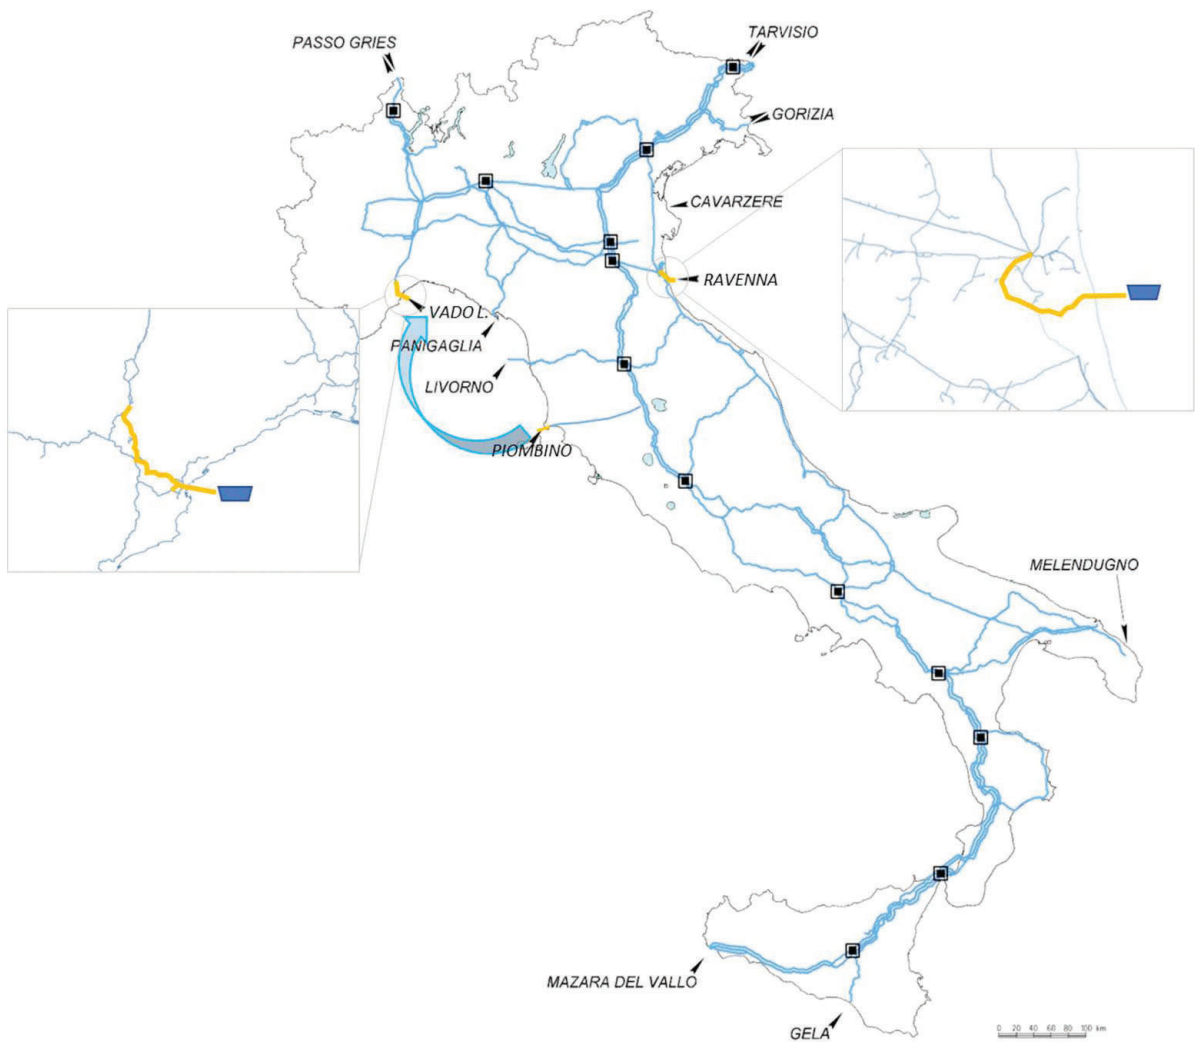 PASSO GRIES
TARVISIO
GORIZIA
CAVARZERE
RAVENNA
VADO L.
PANIGAGLIA
LIVORNO
PIOMBINO
MELENDUGNO
MAZARA DEL VALLO
GELA
0 20 40 60 80 100 km